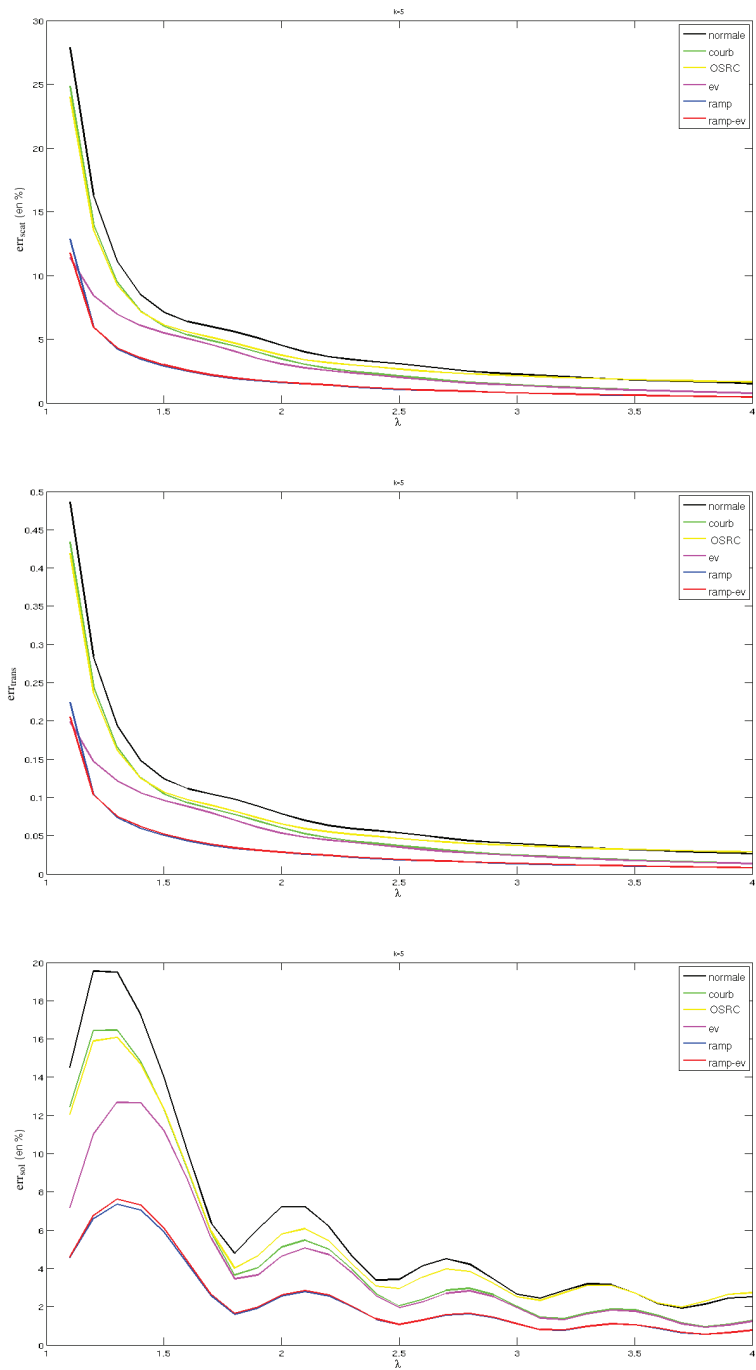 k=5
30
25
20
15
10
5
0
err_scat (en %)
normale
courb
OSRC
ev
ramp
ramp-ev
1
1.5
2
2.5
3
3.5
4
λ
k=5
0.5
0.45
0.4
0.35
0.3
0.25
0.2
0.15
0.1
0.05
0
err_trans
normale
courb
OSRC
ev
ramp
ramp-ev
1
1.5
2
2.5
3
3.5
4
λ
k=5
20
18
16
14
12
10
8
6
4
2
0
err_sol (en %)
normale
courb
OSRC
ev
ramp
ramp-ev
1
1.5
2
2.5
3
3.5
4
λ